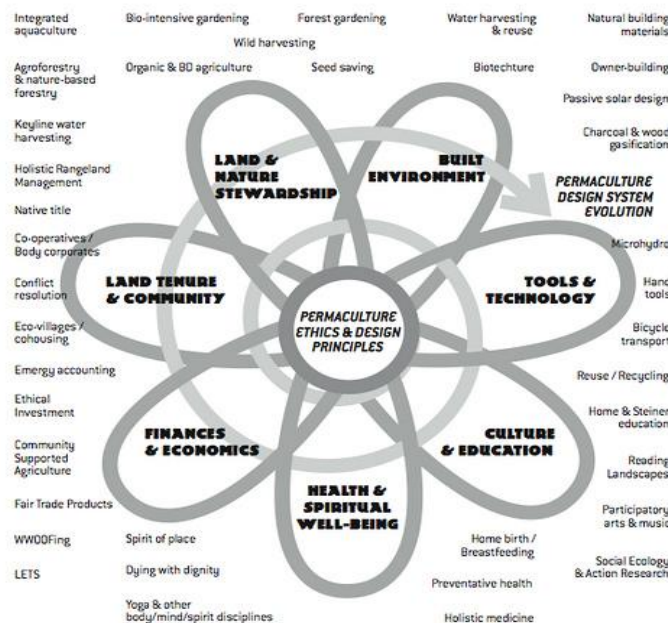 Integrated
aquaculture
Bio-intensive gardening
Forest gardening
Water harvesting
& reuse
Natural building
materials
Wild harvesting
Agroforestry
& nature-based
forestry
Organic & BD agriculture
Seed saving
Biotechture
Owner-building
Passive solar design
Keyline water
harvesting
Charcoal & wood
gasification
Holistic Rangeland
Management
Native title
LAND &
NATURE
STEWARDSHIP
BUILT
ENVIRONMENT
PERMACULTURE
DESIGN SYSTEM
EVOLUTION
Co-operatives /
Body corporates
Microhydro
Conflict
resolution
LAND TENURE
& COMMUNITY
TOOLS &
TECHNOLOGY
Hand
tools
PERMACULTURE
ETHICS & DESIGN
PRINCIPLES
Eco-villages /
cohousing
Bicycle
transport
Emergy accounting
Reuse / Recycling
Ethical
Investment
Home & Steiner
education
FINANCES
& ECONOMICS
CULTURE
& EDUCATION
Community
Supported
Agriculture
Reading
Landscapes
HEALTH &
SPIRITUAL
WELL-BEING
Fair Trade Products
Participatory
arts & music
WWOOFing
Spirit of place
Home birth /
Breastfeeding
LETS
Dying with dignity
Preventative health
Social Ecology
& Action Research
Yoga & other
body/mind/spirit disciplines
Holistic medicine